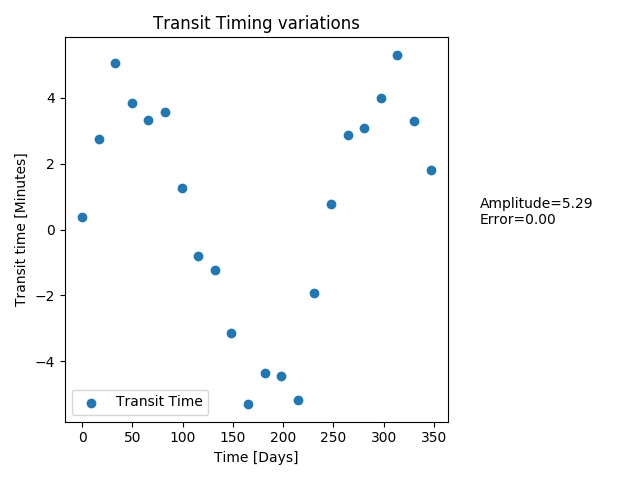 Transit Timing variations
Transit time [Minutes]
4
2
0
−2
−4
Amplitude=5.29
Error=0.00
Transit Time
0 50 100 150 200 250 300 350
Time [Days]